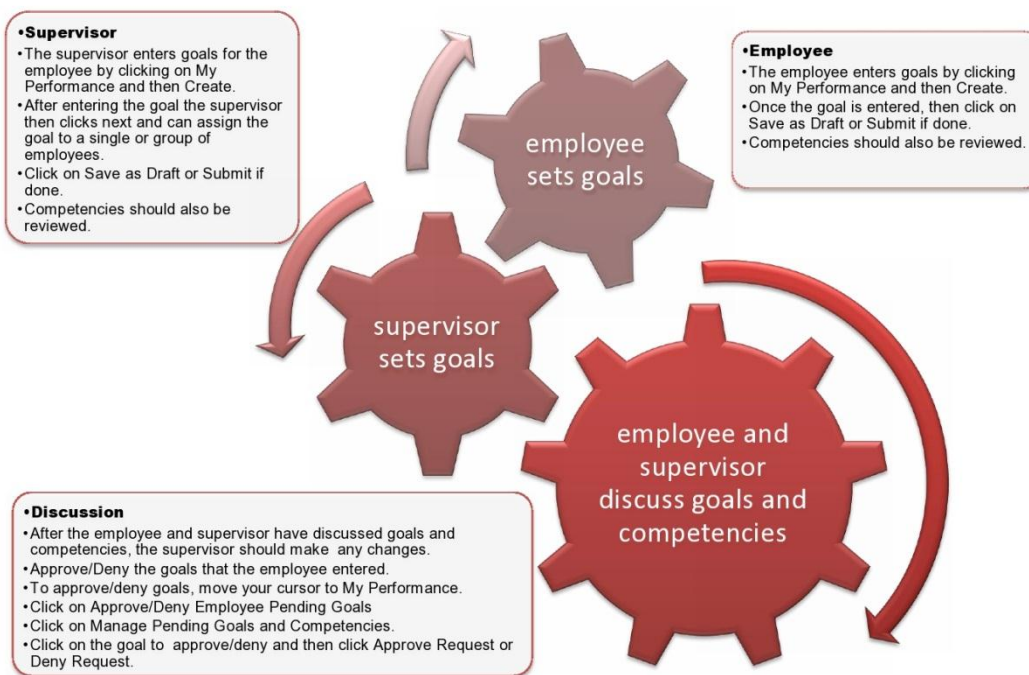 •Supervisor
•The supervisor enters goals for the
employee by clicking on My
Performance and then Create.
•After entering the goal the supervisor
then clicks next and can assign the
goal to a single or group of
employees.
•Click on Save as Draft or Submit if
done.
•Competencies should also be
reviewed.
•Employee
•The employee enters goals by clicking
on My Performance and then Create.
•Once the goal is entered, then click on
Save as Draft or Submit if done.
•Competencies should also be reviewed.
employee
sets goals
supervisor
sets goals
employee and
supervisor
discuss goals and
competencies
•Discussion
•After the employee and supervisor have discussed goals and
competencies, the supervisor should make any changes.
•Approve/Deny the goals that the employee entered.
•To approve/deny goals, move your cursor to My Performance.
•Click on Approve/Deny Employee Pending Goals
•Click on Manage Pending Goals and Competencies.
•Click on the goal to approve/deny and then click Approve Request or
Deny Request.